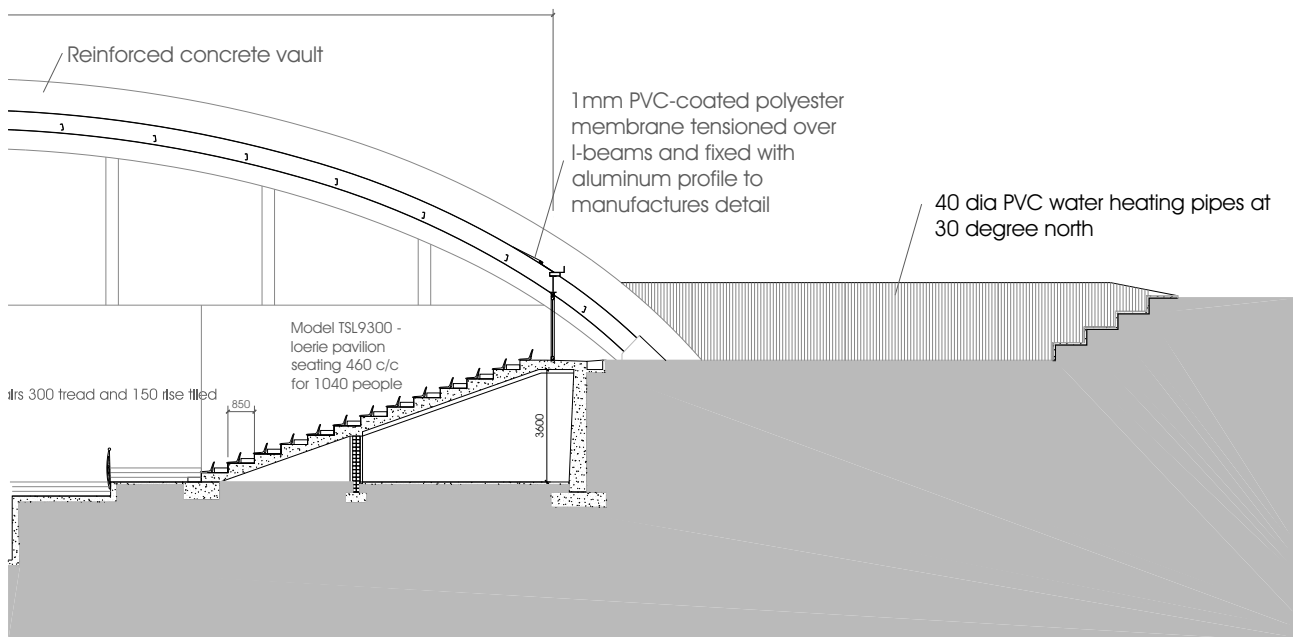 Reinforced concrete vault
1mm PVC-coated polyester
membrane tensioned over
I-beams and fixed with
aluminum profile to
manufactures detail
40 dia PVC water heating pipes at
30 degree north
Model TSL9300 -
loerie pavilion
seating 460 c/c
for 1040 people
irs 300 tread and 150 rise tiled
850
3600